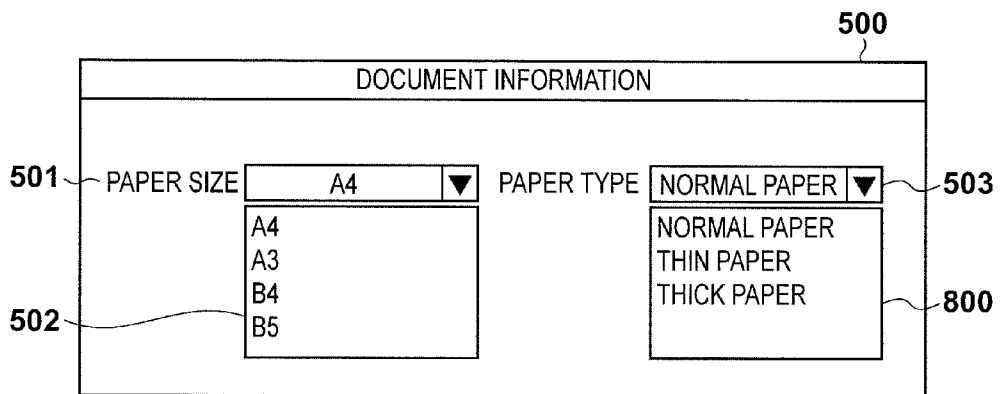 500
DOCUMENT INFORMATION
501 PAPER SIZE A4 PAPER TYPE NORMAL PAPER 503
A4 NORMAL PAPER
A3 THIN PAPER
B4 THICK PAPER
502 B5 800